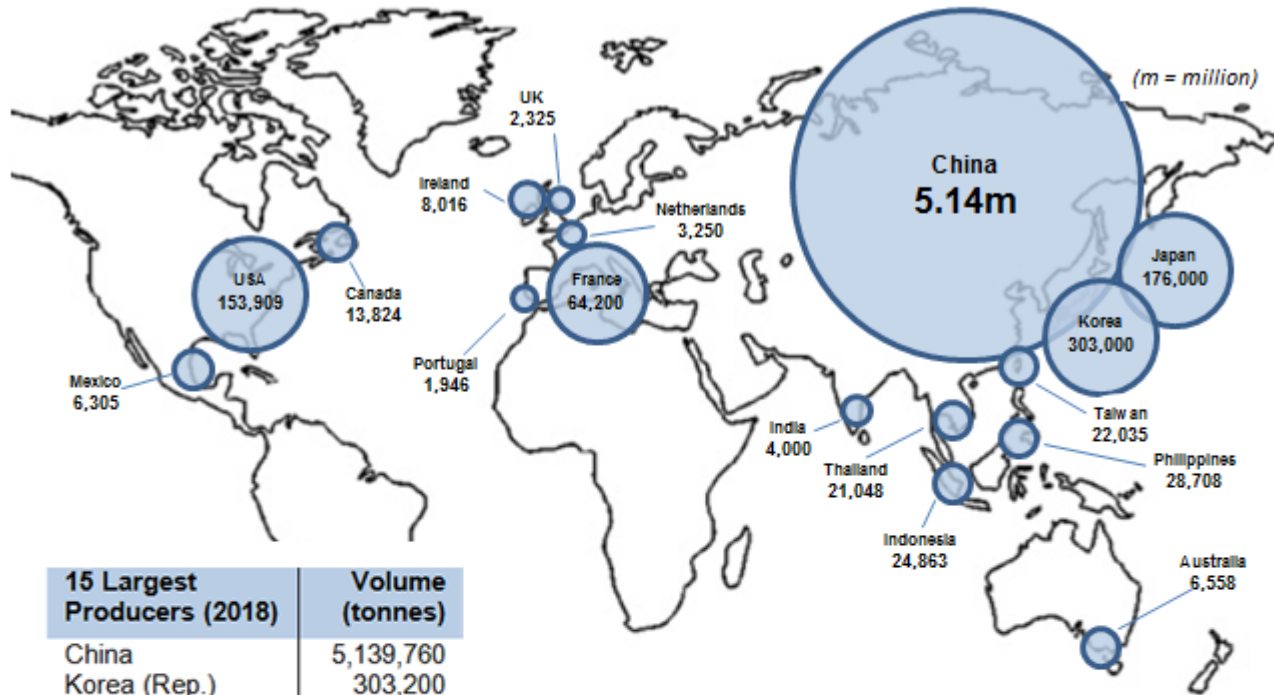 (m = million)
UK
2,325
China
5.14m
Ireland
8,016
Netherlands
3,250
Japan
176,000
USA
153,909
France
64,200
Canada
13,824
Korea
303,000
Portugal
1,946
Mexico
6,305
Taiwan
22,035
India
4,000
Philippines
28,708
Thailand
21,048
Indonesia
24,863
Australia
6,558
15 Largest Volume
Producers (2018) (tonnes)
China 5,139,760
Korea (Rep.) 303,200